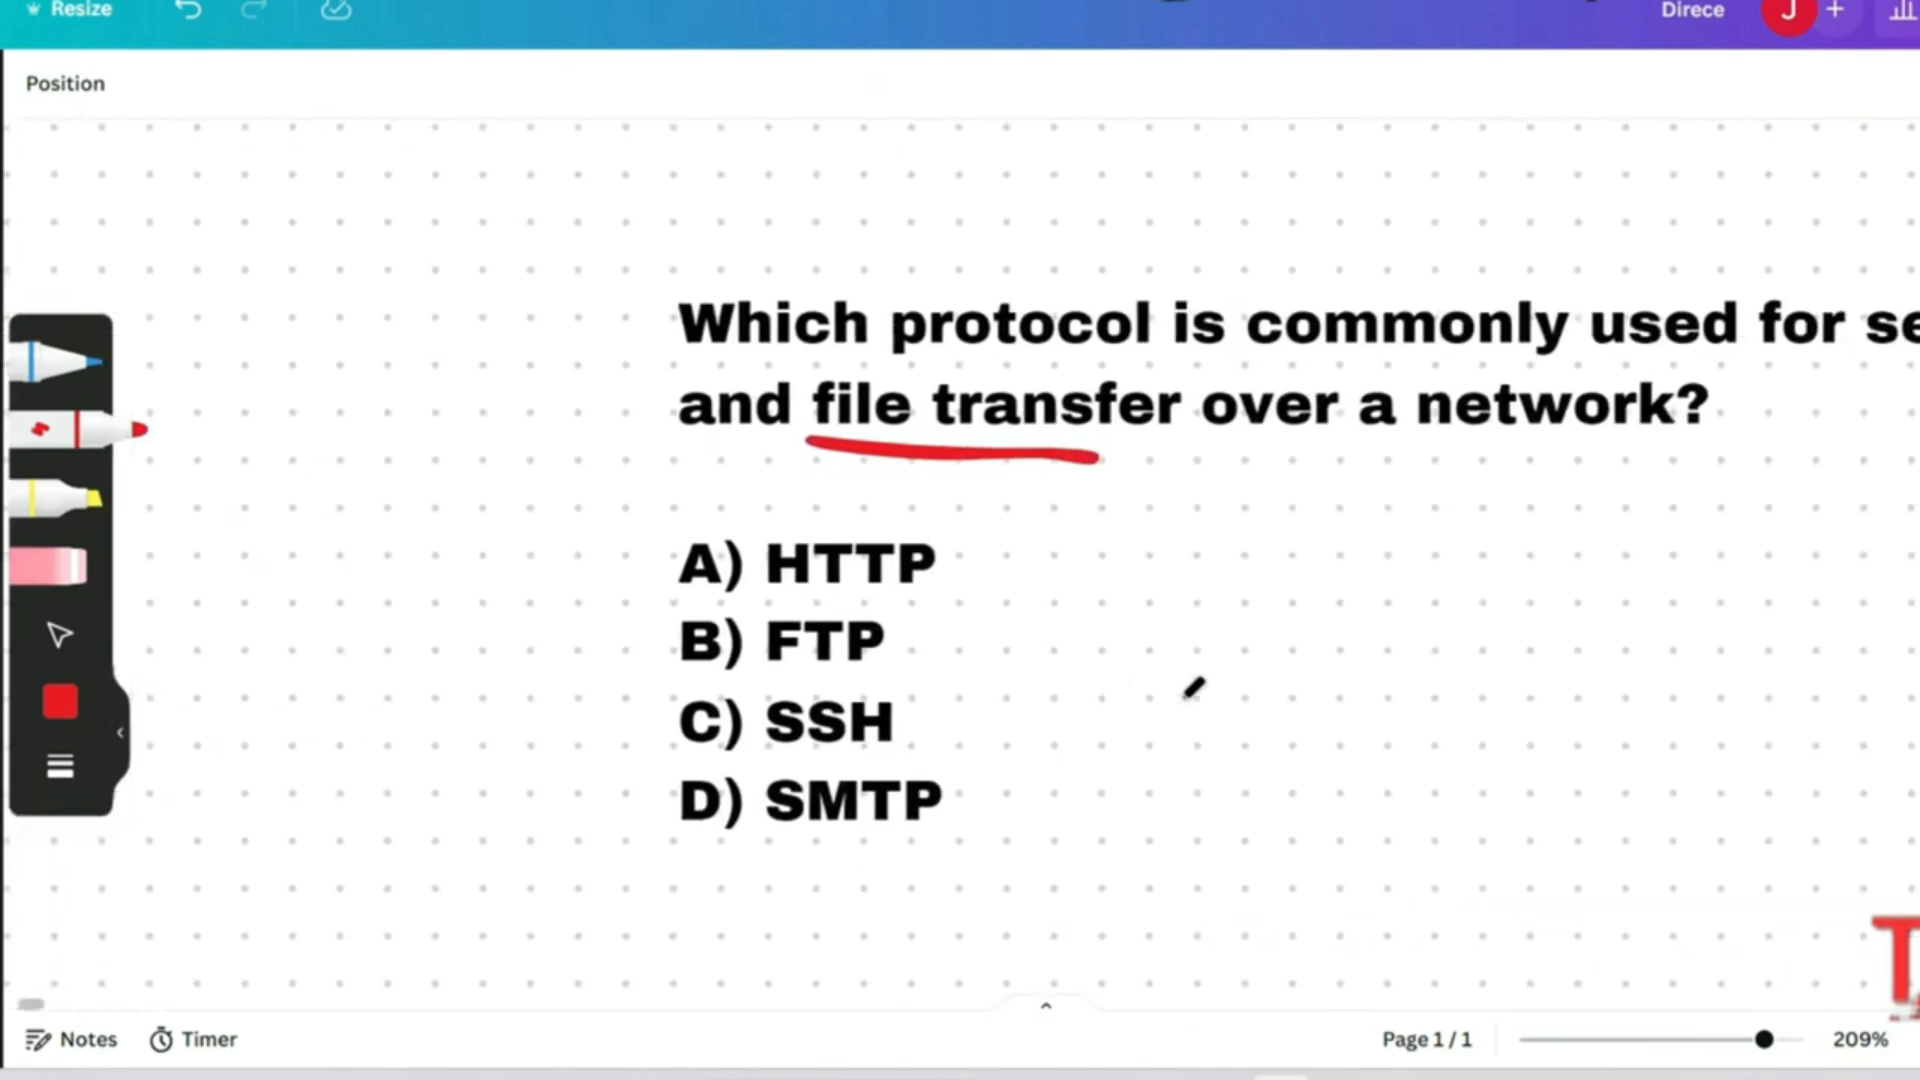 Resize
Direce
J
Position
Which protocol is commonly used for se
and file transfer over a network?
A) HTTP
B) FTP
C) SSH
D) SMTP
T
Notes
Timer
Page 1 / 1
209%